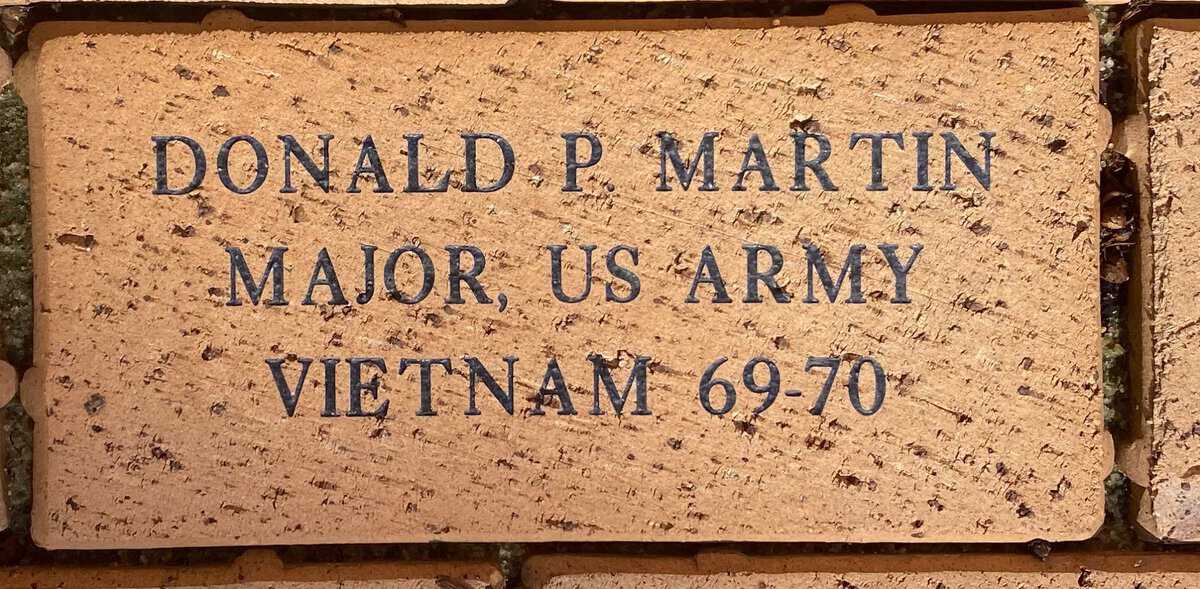 DONALD P. MARTIN
MAJOR, US ARMY
VIETNAM 69-70